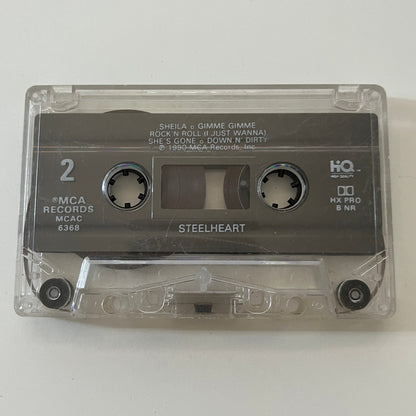 SHEILA o GIMME GIMME
ROCK N ROLL (I JUST WANNA)
SHE'S GONE o DOWN N' DIRTY
℗ 1990 MCA Records, Inc.
2
HQ
HIGH QUALITY
®MCA
RECORDS
MCAC
6368
HX PRO
B NR
STEELHEART